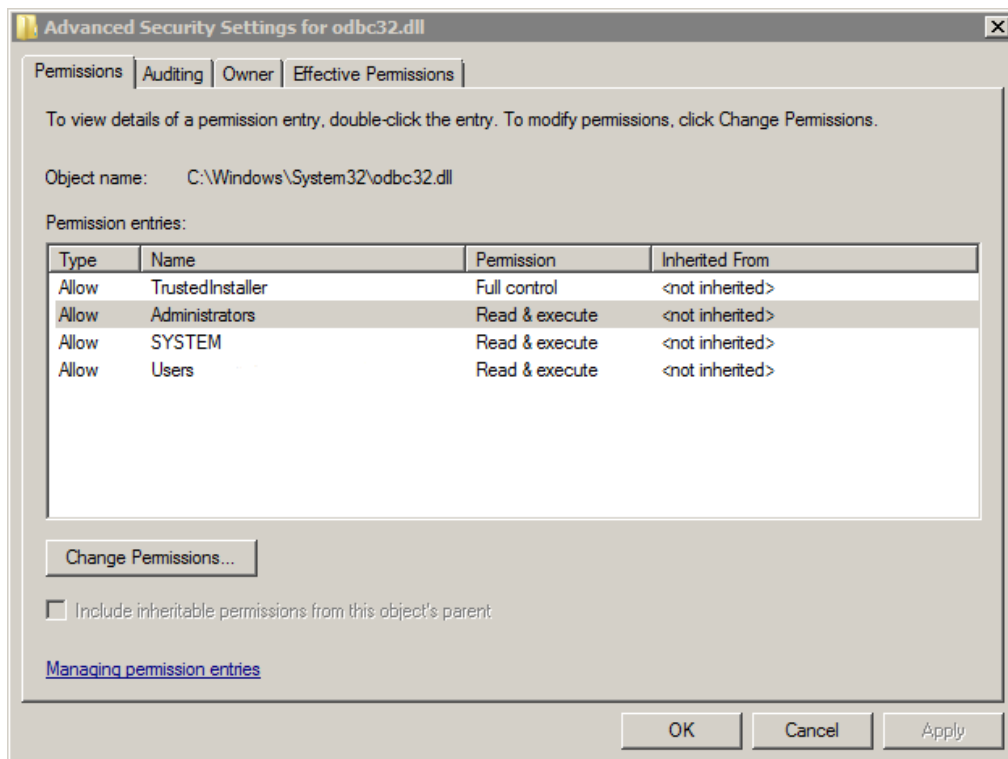 Advanced Security Settings for odbc32.dll
Permissions Auditing Owner Effective Permissions
To view details of a permission entry, double-click the entry. To modify permissions, click Change Permissions.
Object name: C:\Windows\System32\odbc32.dll
Permission entries:
Type Name Permission Inherited From
Allow TrustedInstaller Full control <not inherited>
Allow Administrators Read & execute <not inherited>
Allow SYSTEM Read & execute <not inherited>
Allow Users Read & execute <not inherited>
Change Permissions...
Include inheritable permissions from this object's parent
Managing permission entries
OK Cancel Apply